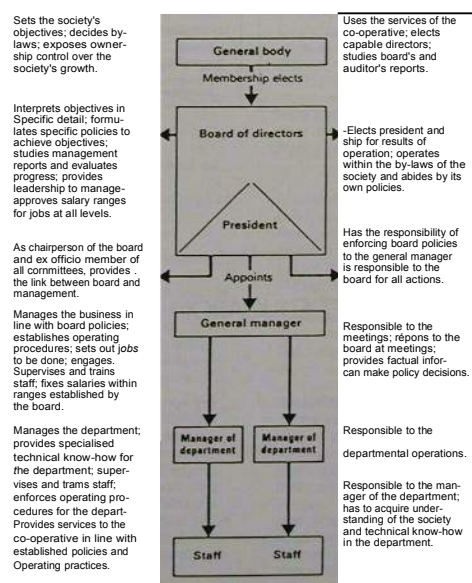 Sets the society's
objectives; decides by-
laws; exposes owner-
ship control over the
society's growth.
General body
Membership elects
Uses the services of the
co-operative; elects
capable directors;
studies board's and
auditor's reports.
Interprets objectives in
Specific detail; formu-
lates specific policies to
achieve objectives;
studies management
reports and evaluates
progress; provides
leadership to manage-
approves salary ranges
for jobs at all levels.
Board of directors
-Elects president and
ship for results of
operation; operates
within the by-laws of the
society and abides by its
own policies.
President
As chairperson of the board
and ex officio member of
all committees, provides .
the link between board and
management.
Appoints
Has the responsibility of
enforcing board policies
to the general manager
is responsible to the
board for all actions.
Manages the business in
line with board policies;
establishes operating
procedures; sets out jobs
to be done; engages.
Supervises and trains
staff; fixes salaries within
ranges established by
the board.
General manager
Responsible to the
meetings; répons to the
board at meetings;
provides factual infor-
can make policy decisions.
Manages the department;
provides specialised
technical know-how for
the department; super-
vises and trams staff;
enforces operating pro-
cedures for the depart-
Provides services to the
co-operative in line with
established policies and
Operating practices.
Manager of
department
Manager of
department
Responsible to the
departmental operations.
Responsible to the man-
ager of the department;
has to acquire under-
standing of the society
and technical know-how
in the department.
Staff
Staff